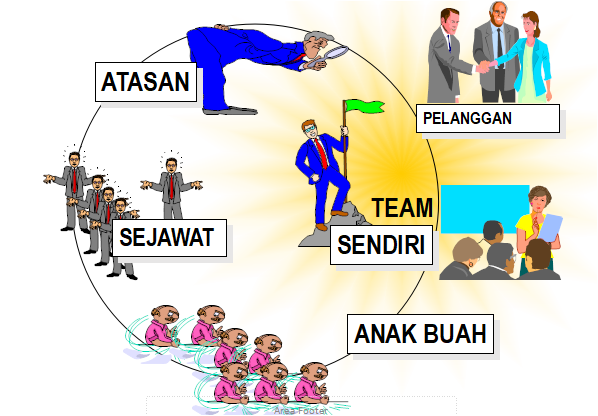 ATASAN
PELANGGAN
TEAM
SEJAWAT
SENDIRI
ANAK BUAH
Area Footer